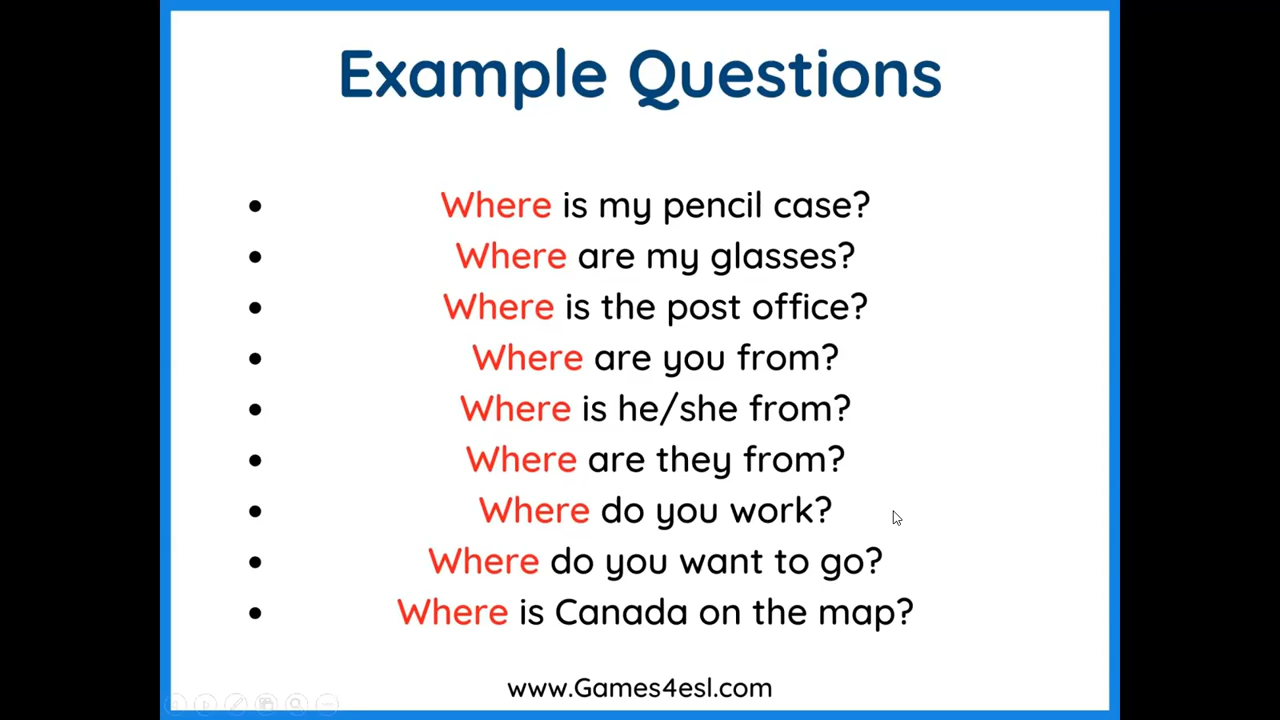 Example Questions
• Where is my pencil case?
• Where are my glasses?
• Where is the post office?
• Where are you from?
• Where is he/she from?
• Where are they from?
• Where do you work?
• Where do you want to go?
• Where is Canada on the map?
www.Games4esl.com